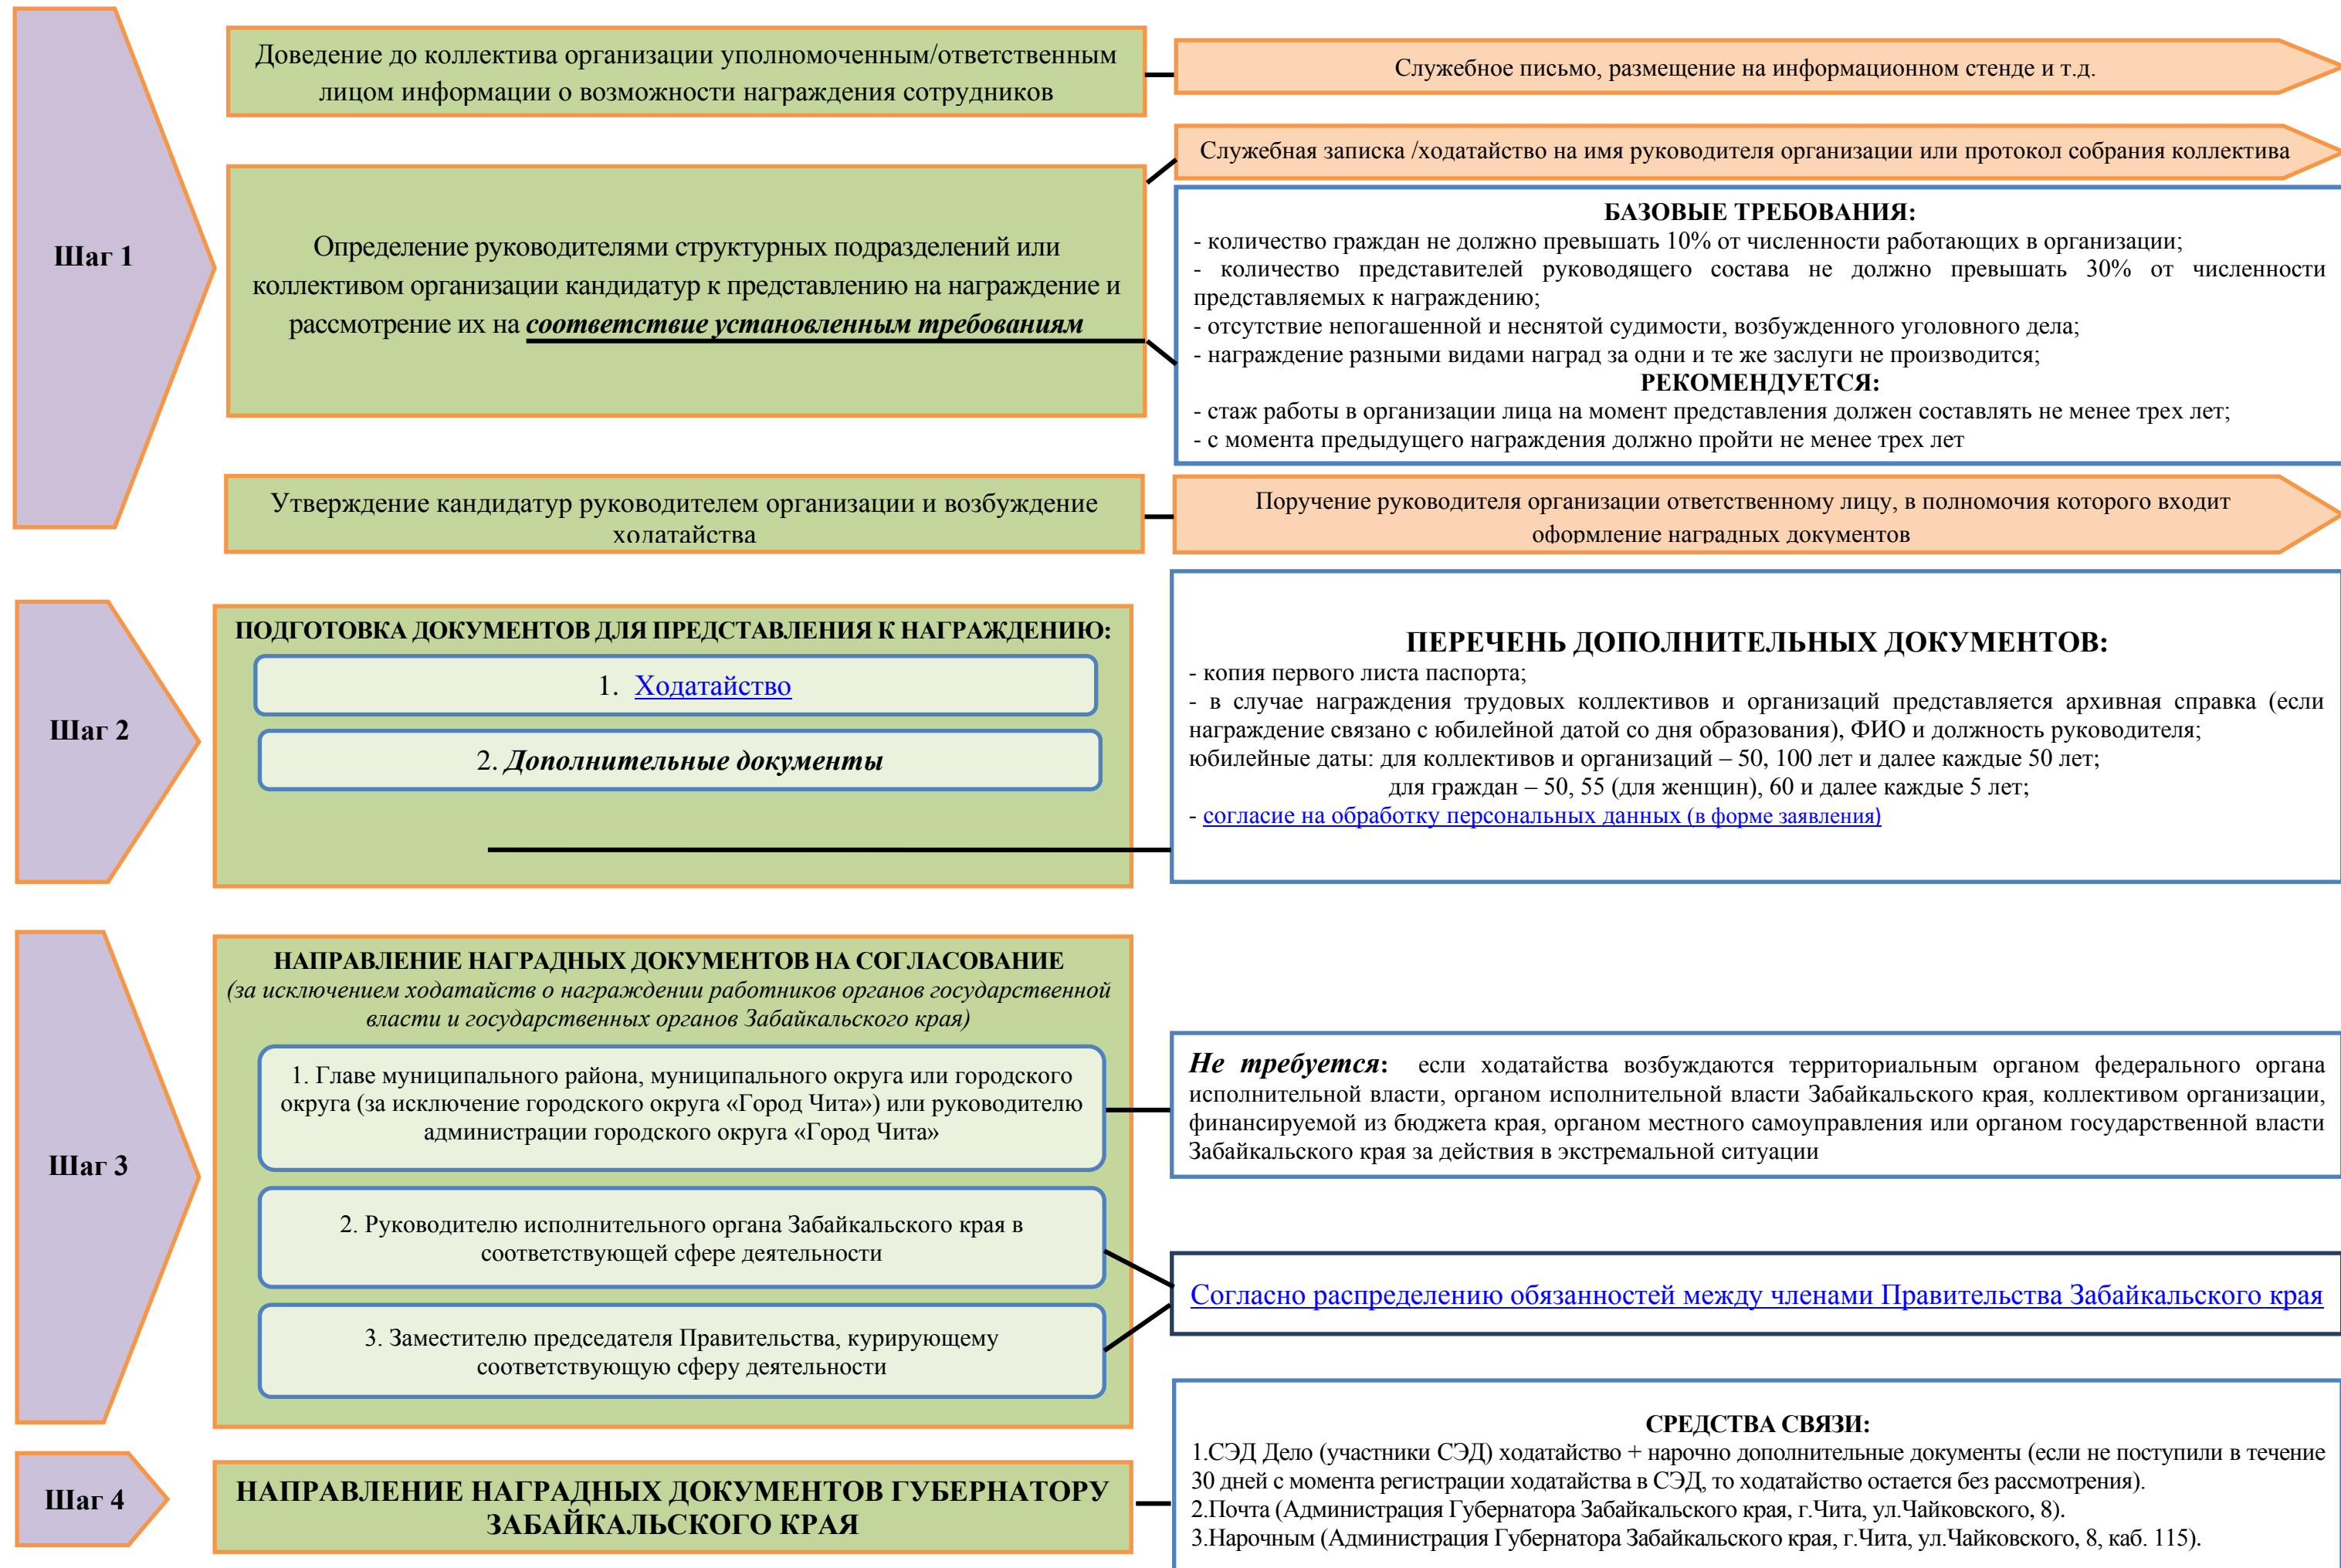 Шаг 1
Доведение до коллектива организации уполномоченным/ответственным
лицом информации о возможности награждения сотрудников
Служебное письмо, размещение на информационном стенде и т.д.
Определение руководителями структурных подразделений или
коллективом организации кандидатур к представлению на награждение и
рассмотрение их на соответствие установленным требованиям
Служебная записка /ходатайство на имя руководителя организации или протокол собрания коллектива
БАЗОВЫЕ ТРЕБОВАНИЯ:
- количество граждан не должно превышать 10% от численности работающих в организации;
- количество представителей руководящего состава не должно превышать 30% от численности
представляемых к награждению;
- отсутствие непогашенной и неснятой судимости, возбужденного уголовного дела;
- награждение разными видами наград за одни и те же заслуги не производится;
РЕКОМЕНДУЕТСЯ:
- стаж работы в организации лица на момент представления должен составлять не менее трех лет;
- с момента предыдущего награждения должно пройти не менее трех лет
Утверждение кандидатур руководителем организации и возбуждение
ходатайства
Поручение руководителя организации ответственному лицу, в полномочия которого входит
оформление наградных документов
Шаг 2
ПОДГОТОВКА ДОКУМЕНТОВ ДЛЯ ПРЕДСТАВЛЕНИЯ К НАГРАЖДЕНИЮ:
1. Ходатайство
2. Дополнительные документы
ПЕРЕЧЕНЬ ДОПОЛНИТЕЛЬНЫХ ДОКУМЕНТОВ:
- копия первого листа паспорта;
- в случае награждения трудовых коллективов и организаций представляется архивная справка (если
награждение связано с юбилейной датой со дня образования), ФИО и должность руководителя;
юбилейные даты: для коллективов и организаций – 50, 100 лет и далее каждые 50 лет;
для граждан – 50, 55 (для женщин), 60 и далее каждые 5 лет;
- согласие на обработку персональных данных (в форме заявления)
Шаг 3
НАПРАВЛЕНИЕ НАГРАДНЫХ ДОКУМЕНТОВ НА СОГЛАСОВАНИЕ
(за исключением ходатайств о награждении работников органов государственной
власти и государственных органов Забайкальского края)
1. Главе муниципального района, муниципального округа или городского
округа (за исключение городского округа «Город Чита») или руководителю
администрации городского округа «Город Чита»
Не требуется: если ходатайства возбуждаются территориальным органом федерального органа
исполнительной власти, органом исполнительной власти Забайкальского края, коллективом организации,
финансируемой из бюджета края, органом местного самоуправления или органом государственной власти
Забайкальского края за действия в экстремальной ситуации
2. Руководителю исполнительного органа Забайкальского края в
соответствующей сфере деятельности
3. Заместителю председателя Правительства, курирующему
соответствующую сферу деятельности
Согласно распределению обязанностей между членами Правительства Забайкальского края
Шаг 4
НАПРАВЛЕНИЕ НАГРАДНЫХ ДОКУМЕНТОВ ГУБЕРНАТОРУ
ЗАБАЙКАЛЬСКОГО КРАЯ
СРЕДСТВА СВЯЗИ:
1.СЭД Дело (участники СЭД) ходатайство + нарочно дополнительные документы (если не поступили в течение
30 дней с момента регистрации ходатайства в СЭД, то ходатайство остается без рассмотрения).
2.Почта (Администрация Губернатора Забайкальского края, г.Чита, ул.Чайковского, 8).
3.Нарочным (Администрация Губернатора Забайкальского края, г.Чита, ул.Чайковского, 8, каб. 115).